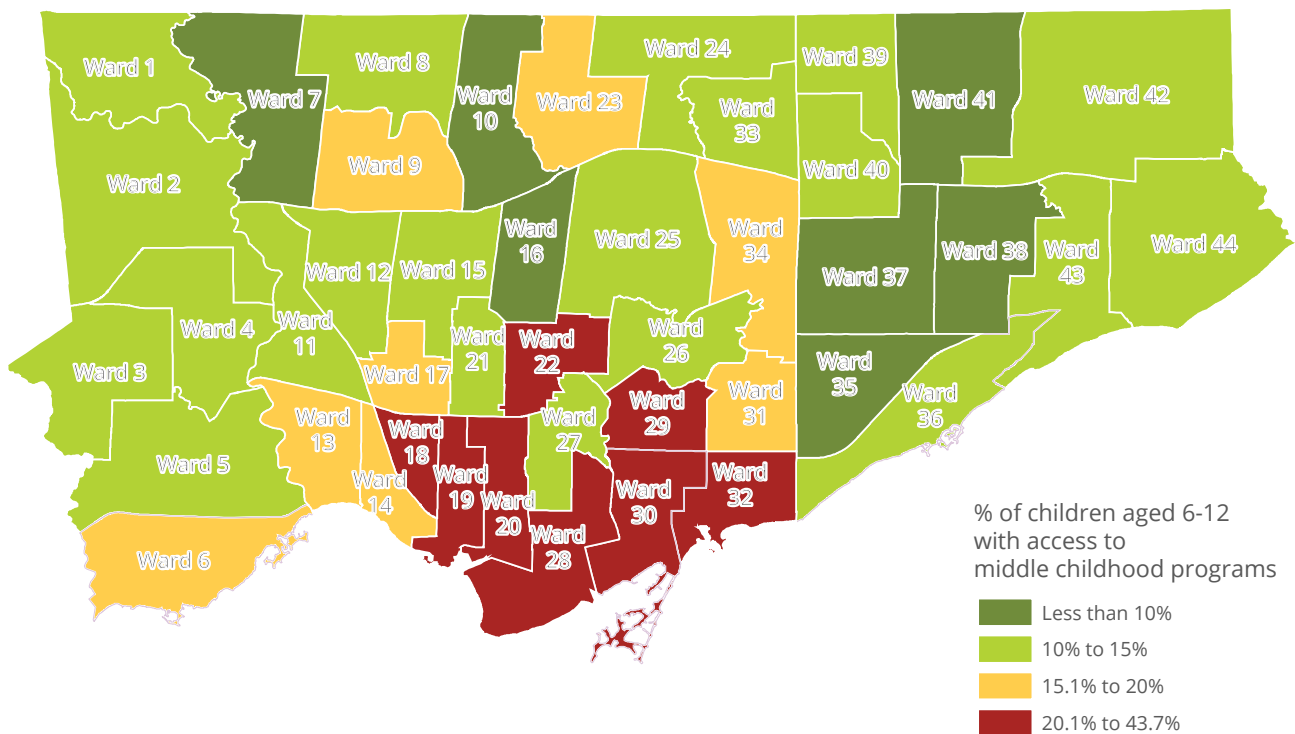 Ward 1
Ward 2
Ward 3
Ward 4
Ward 5
Ward 6
Ward 7
Ward 8
Ward 9
Ward
10
Ward
11
Ward 12
Ward
13
Ward
14
Ward 15
Ward
16
Ward 17
Ward
18
Ward
19
Ward
20
Ward
21
Ward
22
Ward 23
Ward 24
Ward 25
Ward
26
Ward
27
Ward
28
Ward
29
Ward
30
Ward
31
Ward
32
Ward
33
Ward
34
Ward
35
Ward
36
Ward 37
Ward 38
Ward 39
Ward 40
Ward 41
Ward 42
Ward
43
Ward 44
% of children aged 6-12
with access to
middle childhood programs
Less than 10%
10% to 15%
15.1% to 20%
20.1% to 43.7%